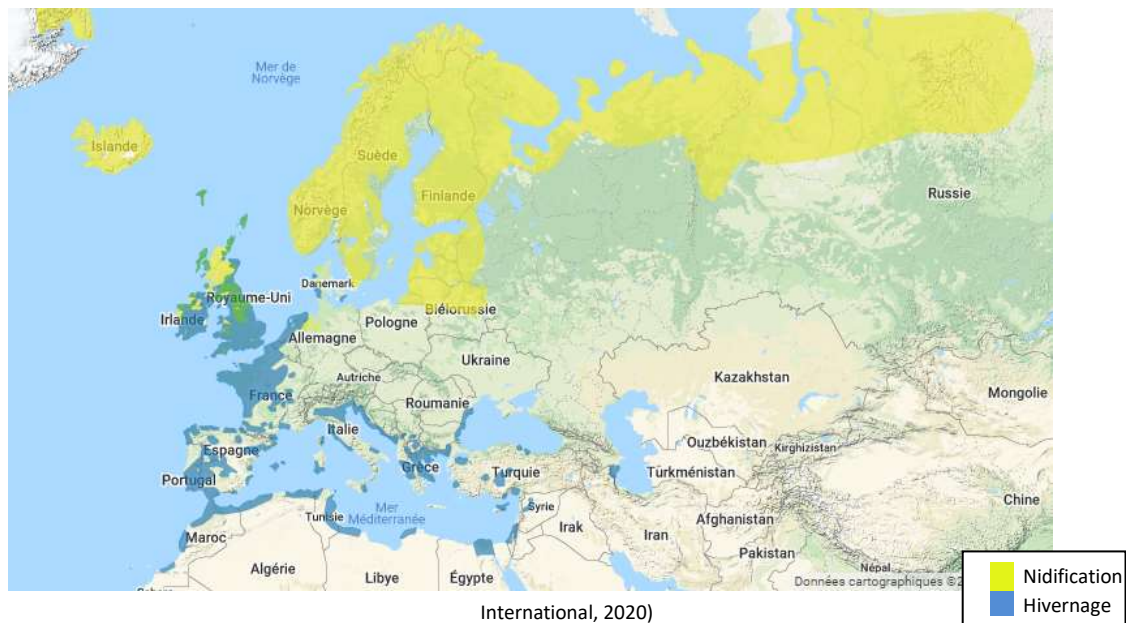 Mer de
Norvège
Islande
Suède
Finlande
Norvège
Russie
Danemark
Royaume-Uni
Irlande
Biélorussie
Pologne
Allemagne
Ukraine
Kazakhstan
Autriche
France
Mongolie
Roumanie
Italie
Ouzbékistan
Kirghizistan
Espagne
Grèce
Turquie
Türkménistan
Portugal
Chine
Mer
Méditerranée
Tunisie
Syrie
Afghanistan
Maroc
Irak
Iran
Pakistan
Algérie
Libye
Égypte
Népal
Données cartographiques ©2
Nidification
Hivernage
International, 2020)